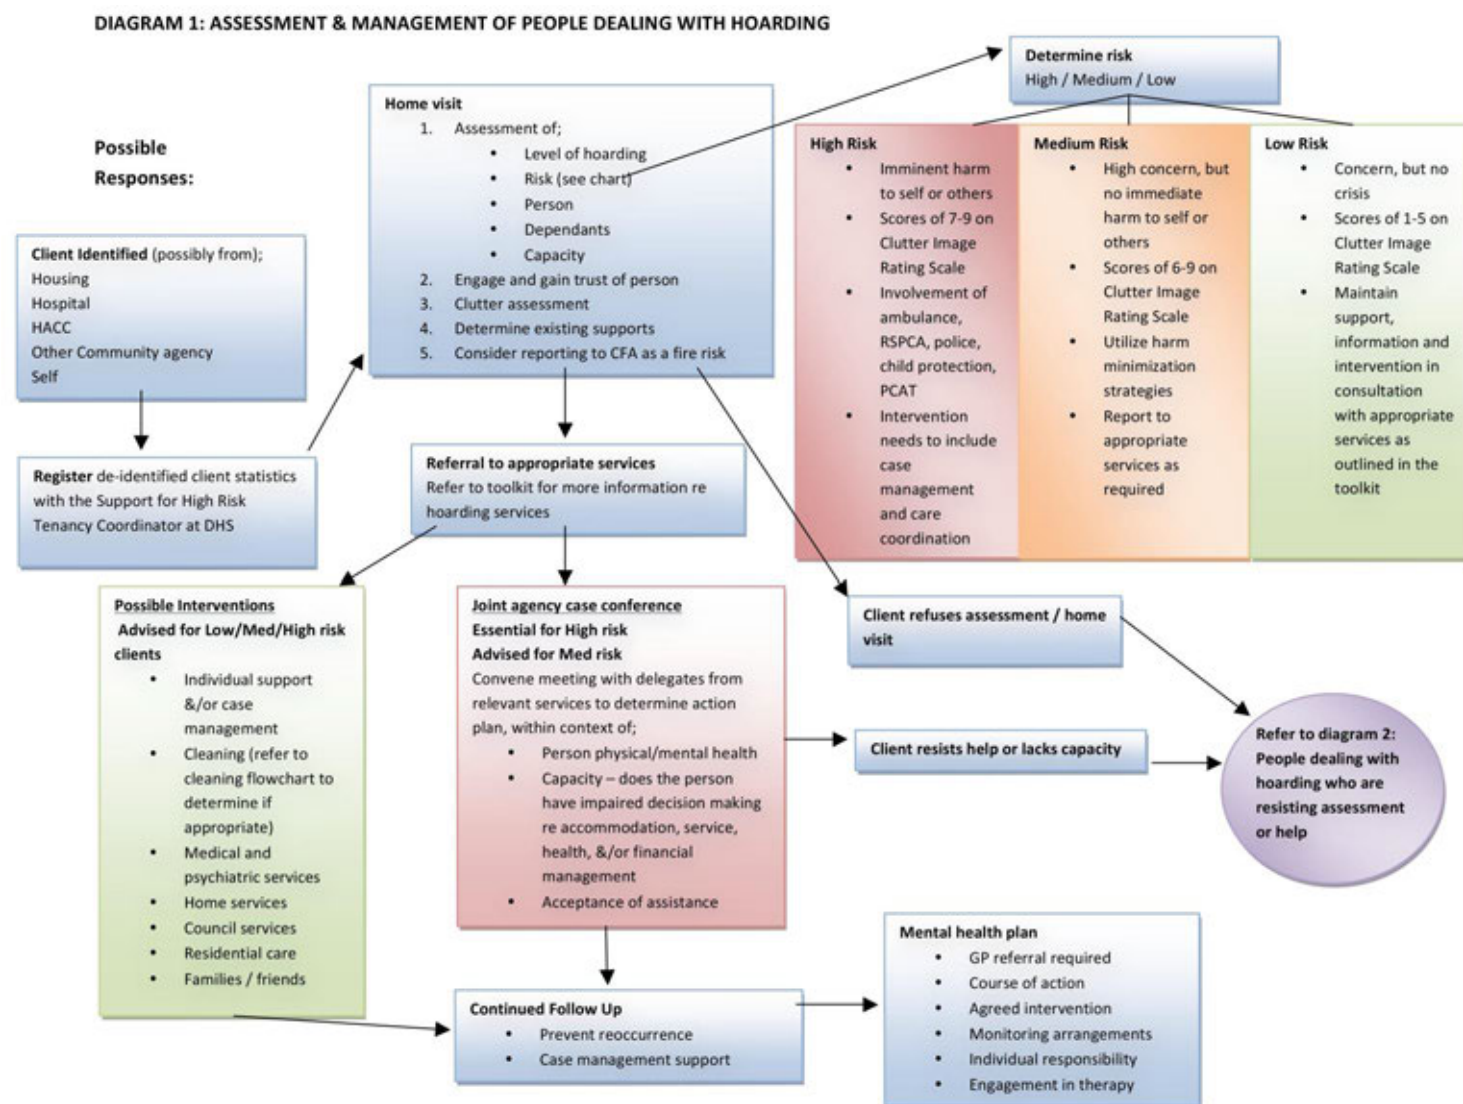 DIAGRAM 1: ASSESSMENT & MANAGEMENT OF PEOPLE DEALING WITH HOARDING
Possible
Responses:
Client Identified (possibly from);
Housing
Hospital
HACC
Other Community agency
Self
Register de-identified client statistics
with the Support for High Risk
Tenancy Coordinator at DHS
Home visit
1. Assessment of;
• Level of hoarding
• Risk (see chart)
• Person
• Dependants
• Capacity
2. Engage and gain trust of person
3. Clutter assessment
4. Determine existing supports
5. Consider reporting to CFA as a fire risk
Determine risk
High / Medium / Low
High Risk
• Imminent harm
to self or others
• Scores of 7-9 on
Clutter Image
Rating Scale
• Involvement of
ambulance,
RSPCA, police,
child protection,
PCAT
• Intervention
needs to include
case
management
and care
coordination
Medium Risk
• High concern, but
no immediate
harm to self or
others
• Scores of 6-9 on
Clutter Image
Rating Scale
• Utilize harm
minimization
strategies
• Report to
appropriate
services as
required
Low Risk
• Concern, but no
crisis
• Scores of 1-5 on
Clutter Image
Rating Scale
• Maintain
support,
information and
intervention in
consultation
with appropriate
services as
outlined in the
toolkit
Referral to appropriate services
Refer to toolkit for more information re
hoarding services
Possible Interventions
Advised for Low/Med/High risk
clients
• Individual support
&/or case
management
• Cleaning (refer to
cleaning flowchart to
determine if
appropriate)
• Medical and
psychiatric services
• Home services
• Council services
• Residential care
• Families / friends
Joint agency case conference
Essential for High risk
Advised for Med risk
Convene meeting with delegates from
relevant services to determine action
plan, within context of;
• Person physical/mental health
• Capacity – does the person
have impaired decision making
re accommodation, service,
health, &/or financial
management
• Acceptance of assistance
Client refuses assessment / home
visit
Client resists help or lacks capacity
Refer to diagram 2:
People dealing with
hoarding who are
resisting assessment
or help
Continued Follow Up
• Prevent reoccurrence
• Case management support
Mental health plan
• GP referral required
• Course of action
• Agreed intervention
• Monitoring arrangements
• Individual responsibility
• Engagement in therapy